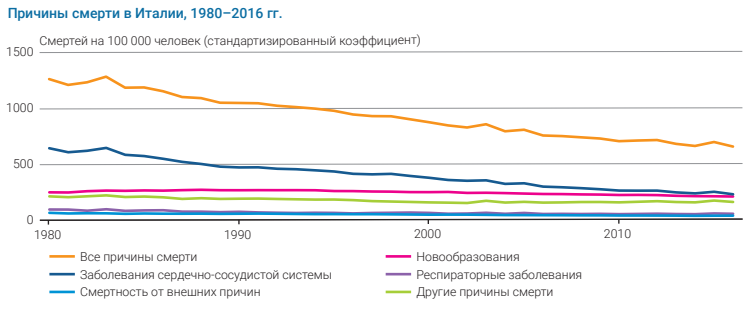 Причины смерти в Италии, 1980–2016 гг.
Смертей на 100 000 человек (стандартизированный коэффициент)
1500
1000
500
0
1980 1990 2000 2010
Все причины смерти
Новообразования
Заболевания сердечно-сосудистой системы
Респираторные заболевания
Смертность от внешних причин
Другие причины смерти